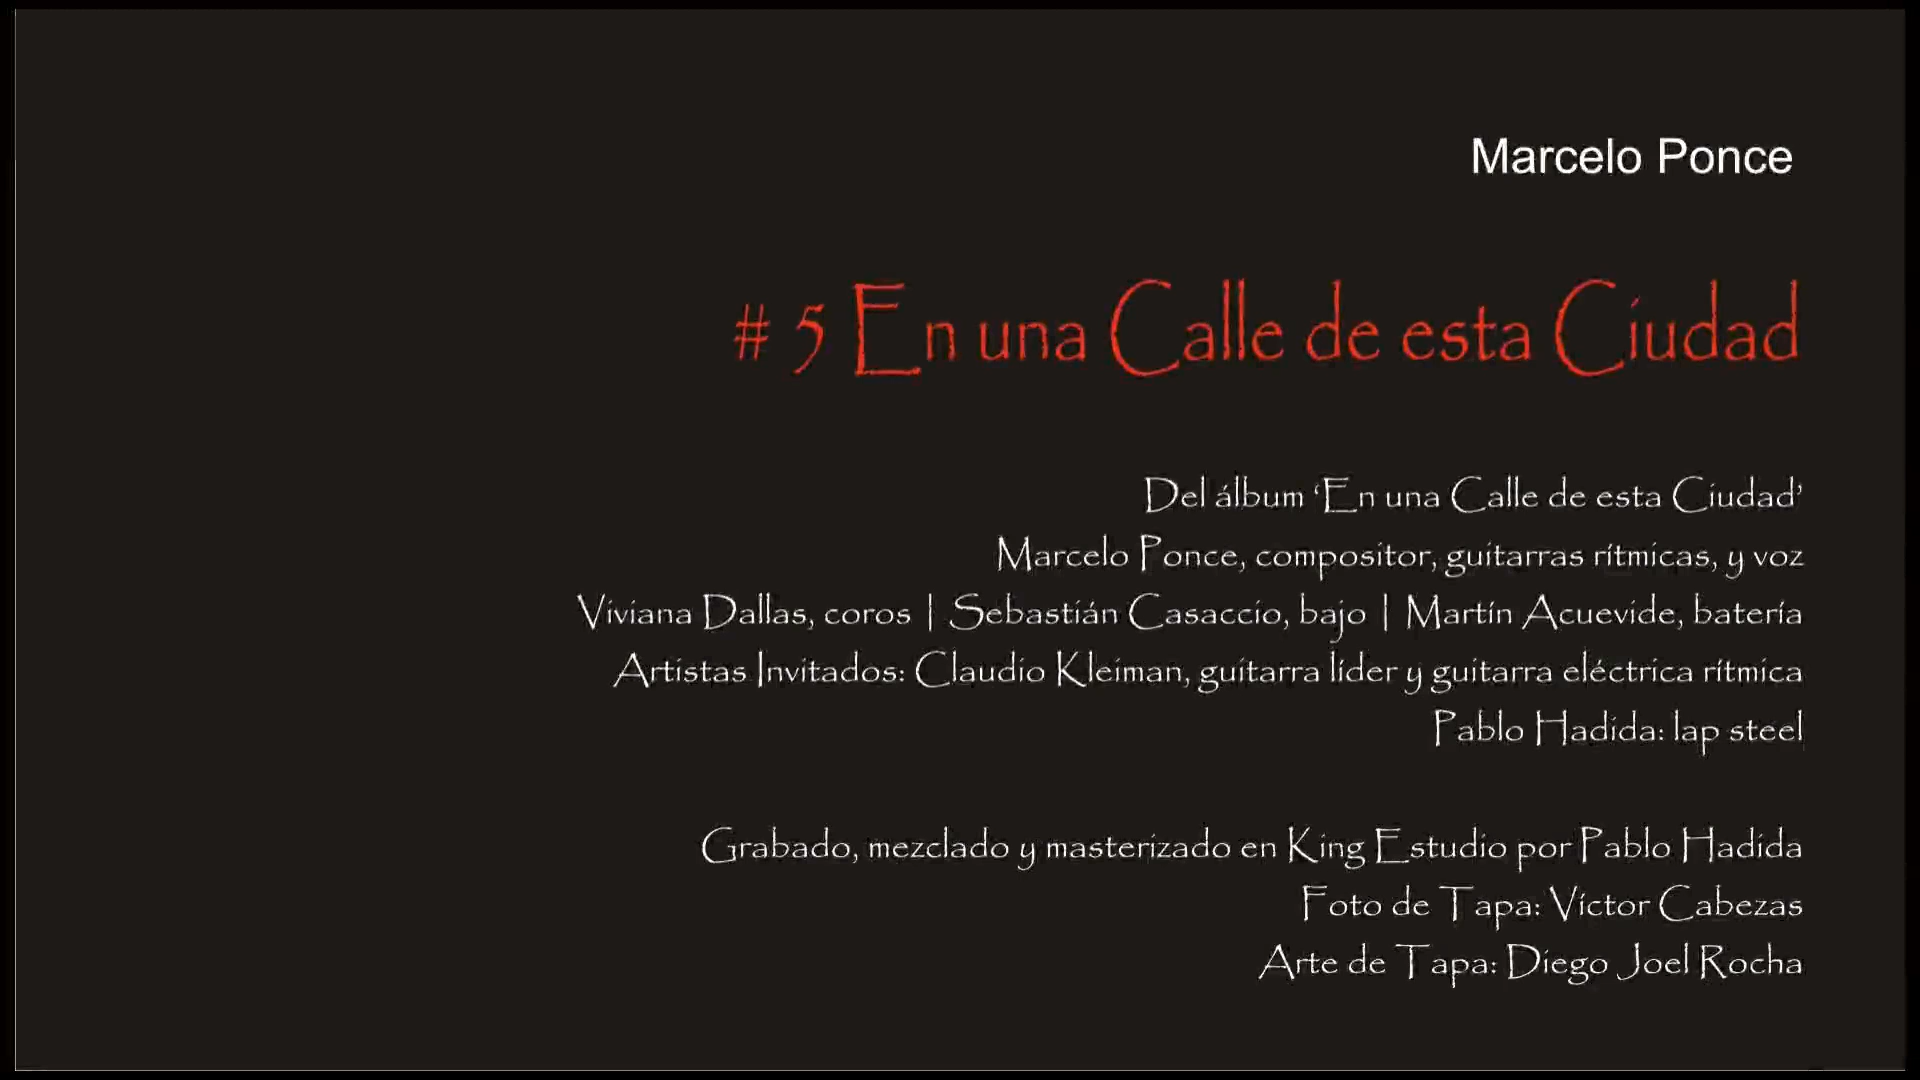 Marcelo Ponce
# 5 En una Calle de esta Ciudad
Del álbum ‘En una Calle de esta Ciudad’
Marcelo Ponce, compositor, guitarras rítmicas, y voz
Viviana Dallas, coros | Sebastián Casaccio, bajo | Martín Acuevide, batería
Artistas Invitados: Claudio Kleiman, guitarra líder y guitarra eléctrica rítmica
Pablo Hadida: lap steel
Grabado, mezclado y masterizado en King Estudio por Pablo Hadida
Foto de Tapa: Víctor Cabezas
Arte de Tapa: Diego Joel Rocha